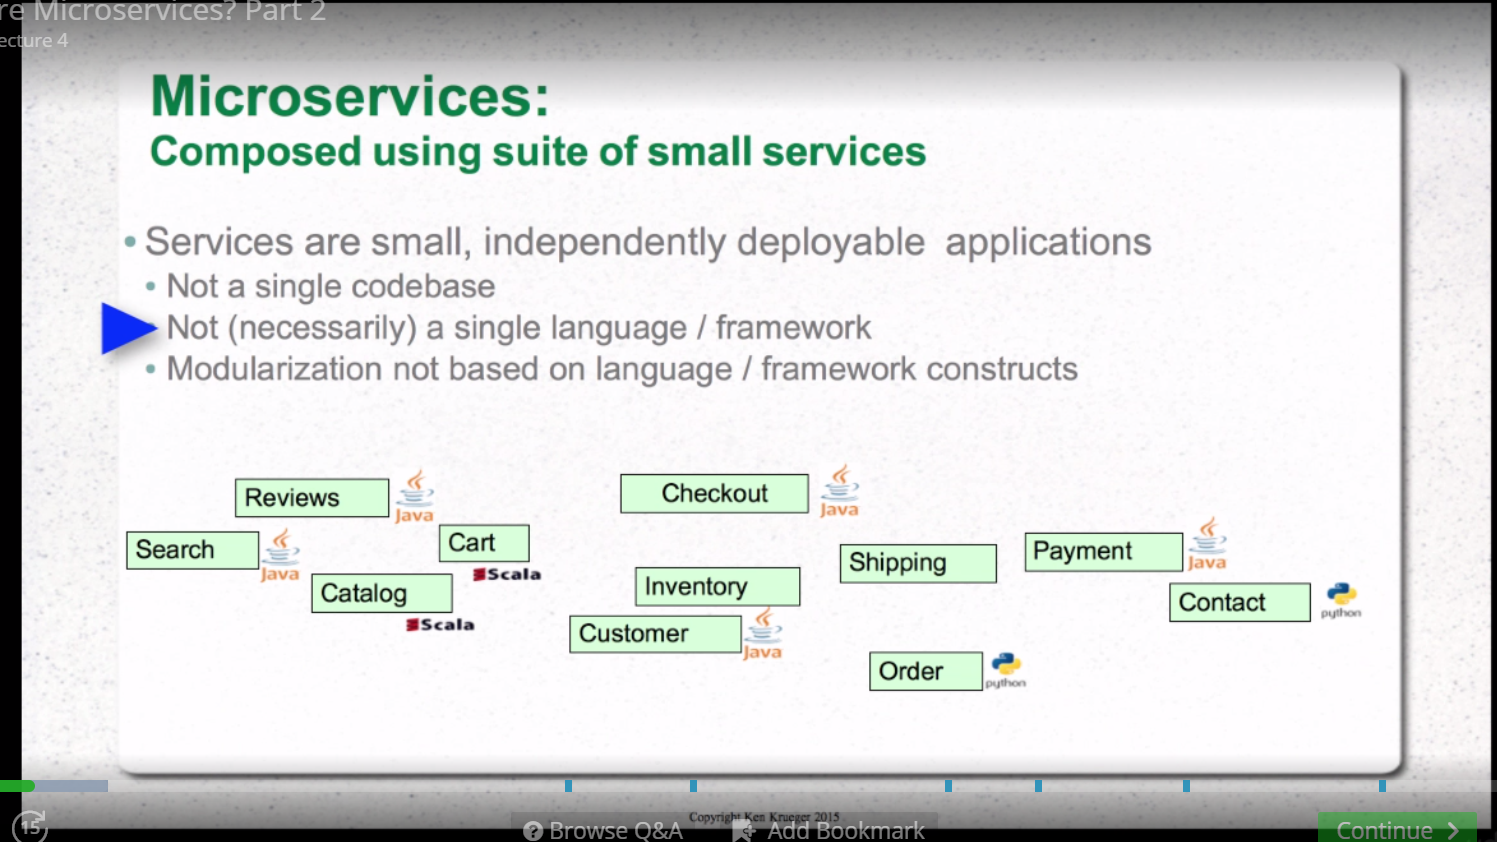 re Microservices? Part 2
ecture 4
Microservices:
Composed using suite of small services
• Services are small, independently deployable applications
• Not a single codebase
Not (necessarily) a single language / framework
• Modularization not based on language / framework constructs
Reviews
Java
Checkout
Java
Search
Java
Cart
Scala
Catalog
Scala
Inventory
Customer
Java
Shipping
Payment
Java
Contact
python
Order
python
Copyright Ken Krueger 2015
15
Browse Q&A
Add Bookmark
Continue